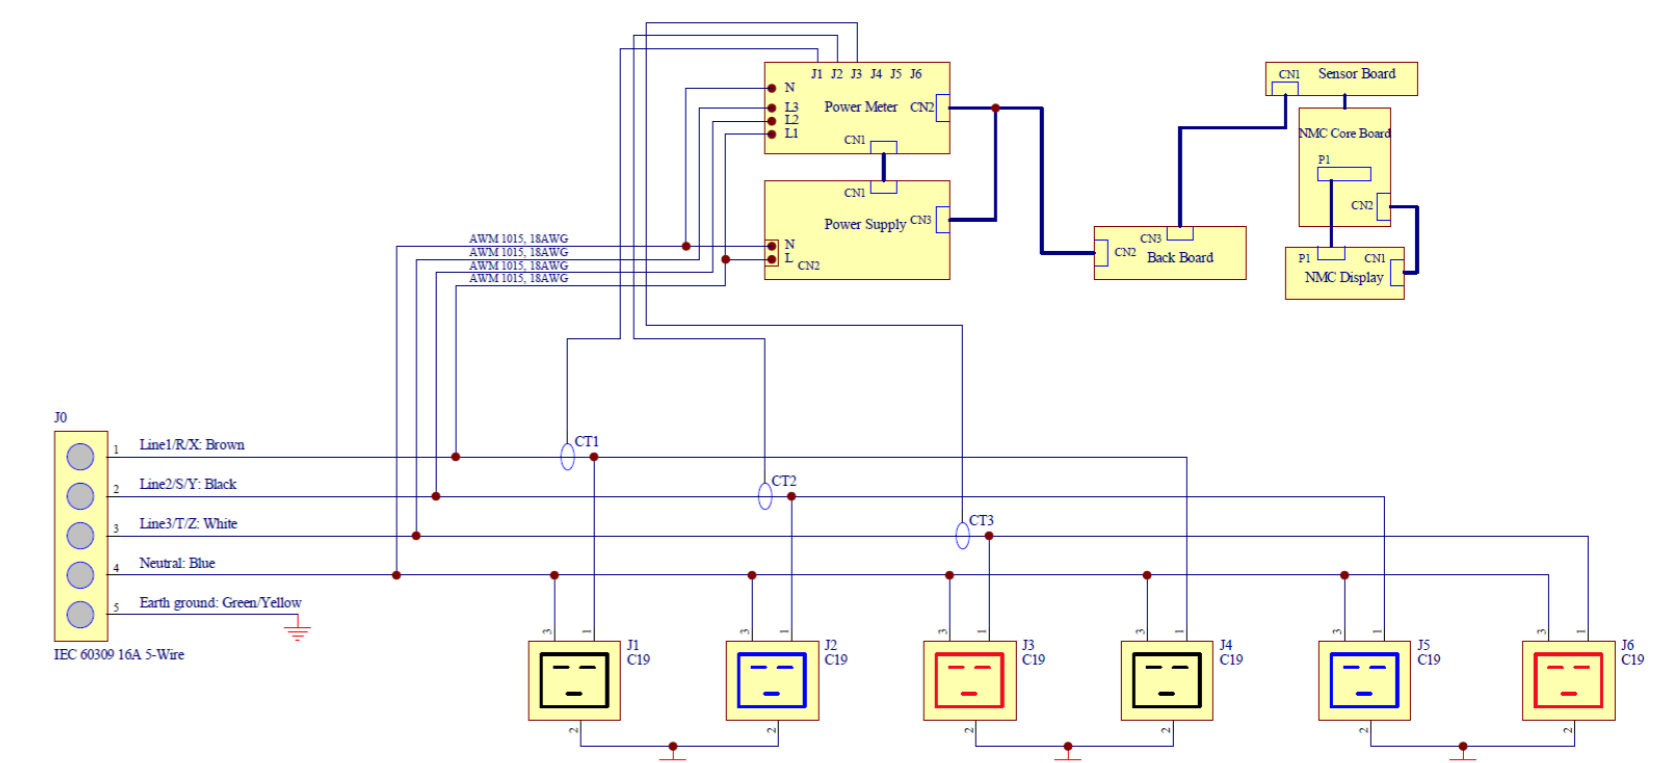 J1 J2 J3 J4 J5 J6
N
L3
L2
L1
Power Meter
CN2
CN1
CN1
Power Supply
CN3
N
L
CN2
AWM 1015, 18AWG
AWM 1015, 18AWG
AWM 1015, 18AWG
AWM 1015, 18AWG
CN1
Sensor Board
NMC Core Board
P1
CN2
CN3
CN2
Back Board
P1
CN1
NMC Display
J0
1
Line1/R/X: Brown
2
Line2/S/Y: Black
3
Line3/T/Z: White
4
Neutral: Blue
5
Earth ground: Green/Yellow
IEC 60309 16A 5-Wire
CT1
CT2
CT3
3
1
J1
C19
2
3
1
J2
C19
2
3
1
J3
C19
2
3
1
J4
C19
2
3
1
J5
C19
2
3
1
J6
C19
2